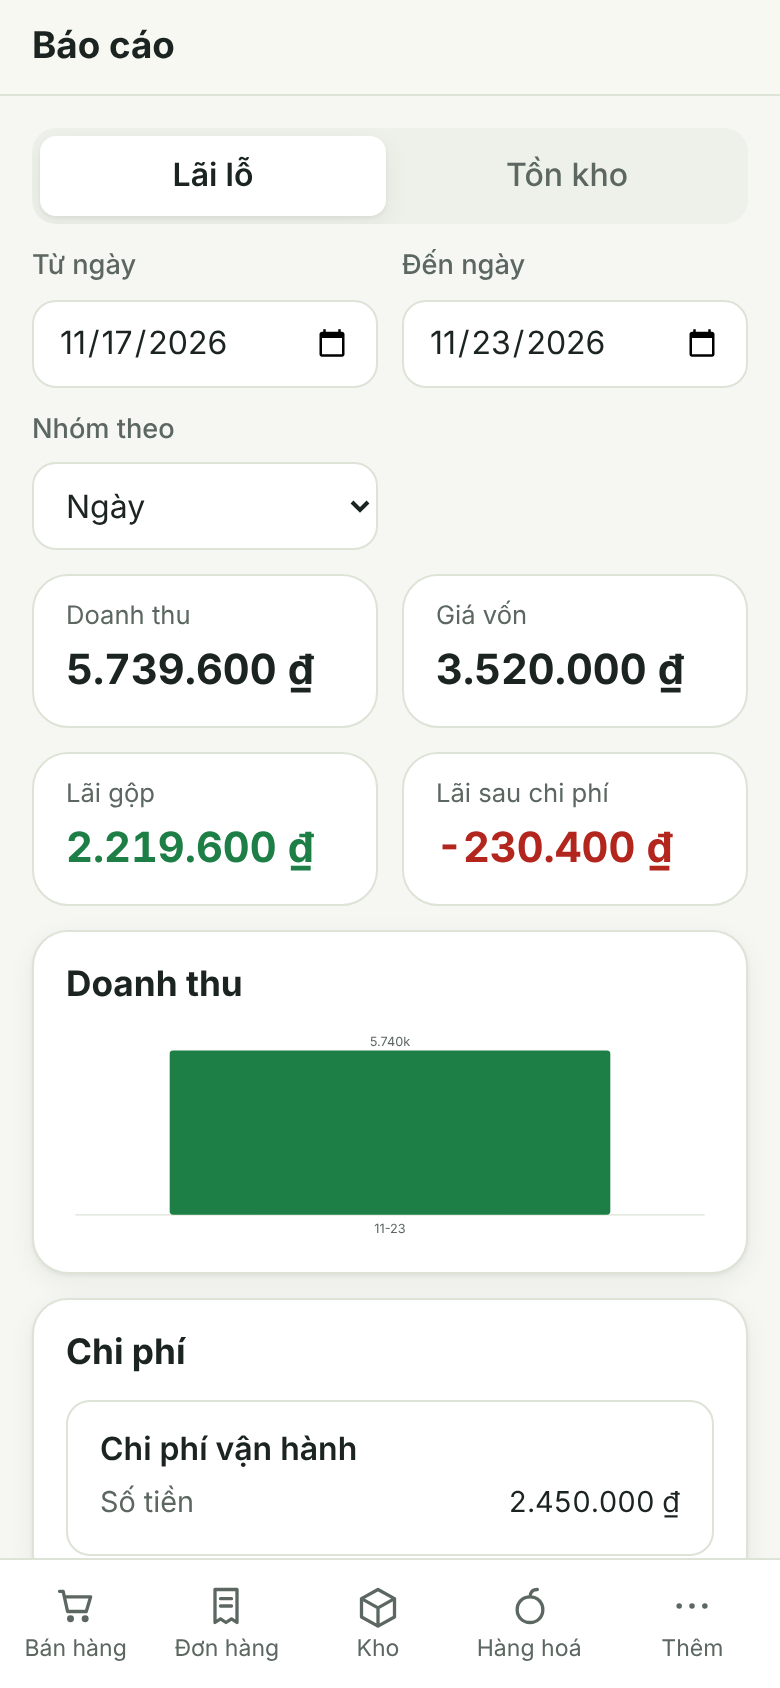 Báo cáo
Lãi lỗ
Tồn kho
Từ ngày
Đến ngày
11/17/2026
11/23/2026
Nhóm theo
Ngày
Doanh thu
Giá vốn
5.739.600 ₫
3.520.000 ₫
Lãi gộp
Lãi sau chi phí
2.219.600 ₫
-230.400 ₫
Doanh thu
5.740k
11-23
Chi phí
Chi phí vận hành
Số tiền 2.450.000 ₫
Bán hàng
Đơn hàng
Kho
Hàng hoá
Thêm